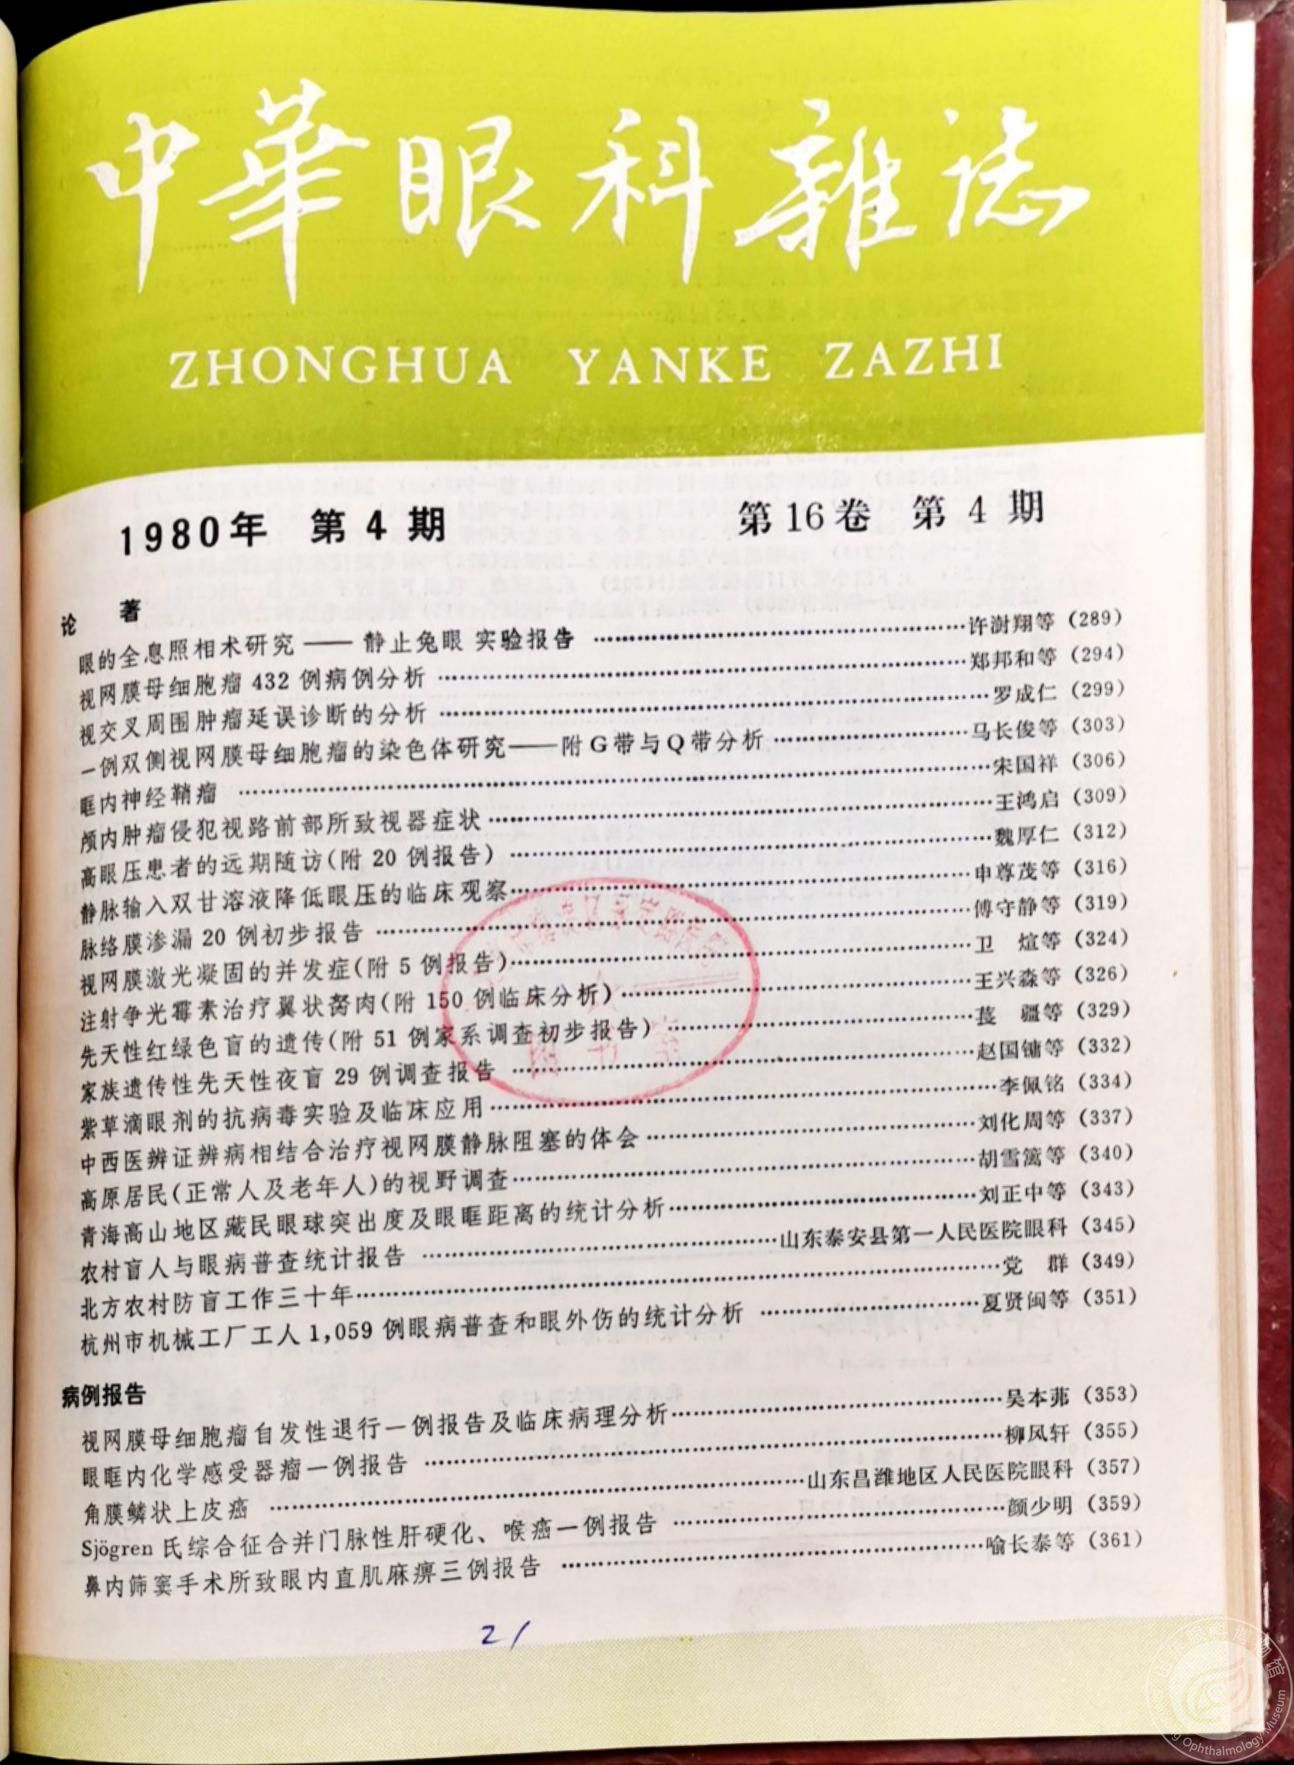 中華眼科雜誌
ZHONGHUA YANKE ZAZHI
1980年 第4期 第16卷 第4期
论著
眼的全息照相术研究——静止兔眼 实验报告……许澍翔等(289)
视网膜母细胞瘤432例病例分析……郑邦和等(294)
视交叉周围肿瘤延误诊断的分析……罗成仁(299)
一例双侧视网膜母细胞瘤的染色体研究——附G带与Q带分析……马长俊等(303)
眶内神经鞘瘤……宋国祥(306)
颅内肿瘤侵犯视路前部所致视器症状……王鸿启(309)
高眼压患者的远期随访(附20例报告)……魏厚仁(312)
静脉输入双甘溶液降低眼压的临床观察……申尊茂等(316)
脉络膜渗漏20例初步报告……傅守静等(319)
视网膜激光凝固的并发症(附5例报告)……卫 煊等(324)
注射争光霉素治疗翼状胬肉(附150例临床分析)……王兴淼等(326)
先天性红绿色盲的遗传(附51例家系调查初步报告)……苌 疆等(329)
家族遗传性先天性夜盲29例调查报告……赵国镛等(332)
紫草滴眼剂的抗病毒实验及临床应用……李佩铭(334)
中西医辨证辨病相结合治疗视网膜静脉阻塞的体会……刘化周等(337)
高原居民(正常人及老年人)的视野调查……胡雪篱等(340)
青海高山地区藏民眼球突出度及眼眶距离的统计分析……刘正中等(343)
农村盲人与眼病普查统计报告……山东泰安县第一人民医院眼科(345)
北方农村防盲工作三十年……党 群(349)
杭州市机械工厂工人1,059例眼病普查和眼外伤的统计分析……夏贤闽等(351)
病例报告
视网膜母细胞瘤自发性退行一例报告及临床病理分析……吴本茀(353)
眼眶内化学感受器瘤一例报告……柳风轩(355)
角膜鳞状上皮癌……山东昌潍地区人民医院眼科(357)
Sjögren氏综合征合并门脉性肝硬化、喉癌一例报告……颜少明(359)
鼻内筛窦手术所致眼内直肌麻痹三例报告……喻长泰等(361)
21
Ophthalmology Museum